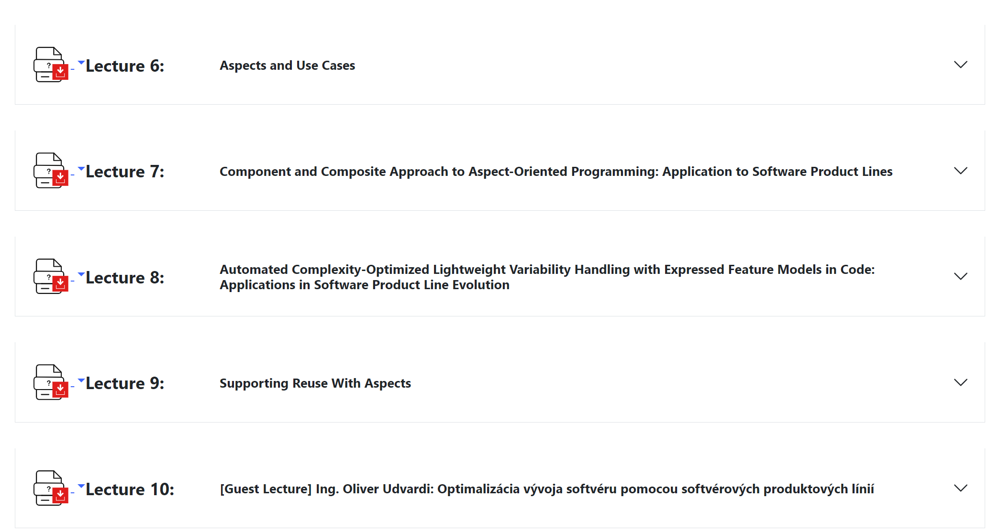 Lecture 6: Aspects and Use Cases
Lecture 7: Component and Composite Approach to Aspect-Oriented Programming: Application to Software Product Lines
Lecture 8: Automated Complexity-Optimized Lightweight Variability Handling with Expressed Feature Models in Code:
Applications in Software Product Line Evolution
Lecture 9: Supporting Reuse With Aspects
Lecture 10: [Guest Lecture] Ing. Oliver Udvardi: Optimalizácia vývoja softvéru pomocou softvérových produktových línií